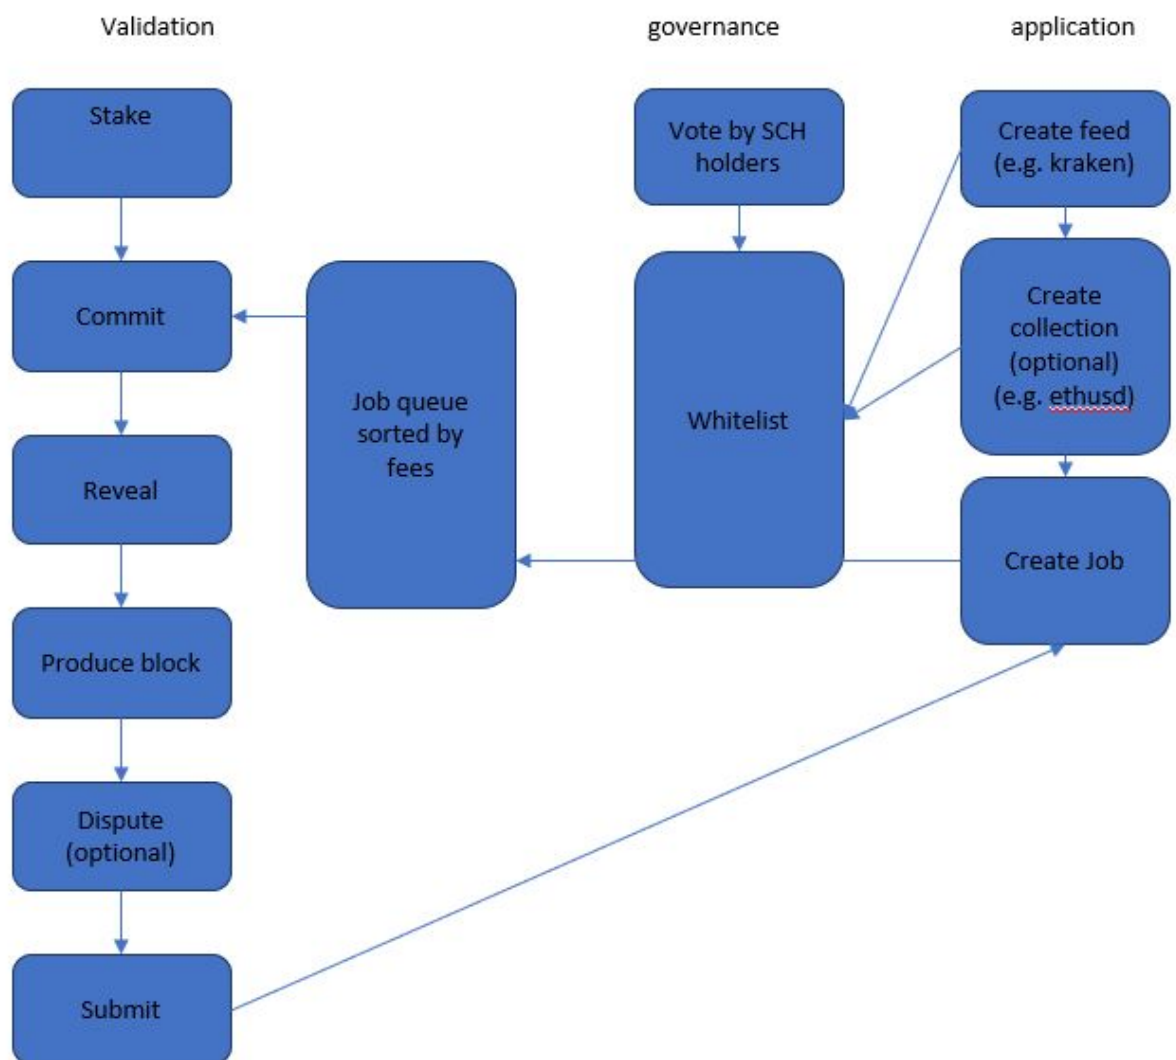 Validation
governance
application
Stake
Vote by SCH
holders
Create feed
(e.g. kraken)
Commit
Job queue
sorted by
fees
Whitelist
Create
collection
(optional)
(e.g. ethusd)
Reveal
Create Job
Produce block
Dispute
(optional)
Submit